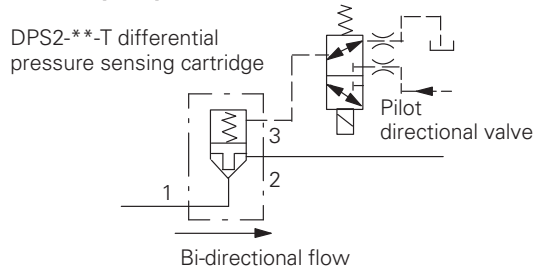 DPS2-**-T differential
pressure sensing cartridge
Pilot
directional valve
3
2
1
Bi-directional flow